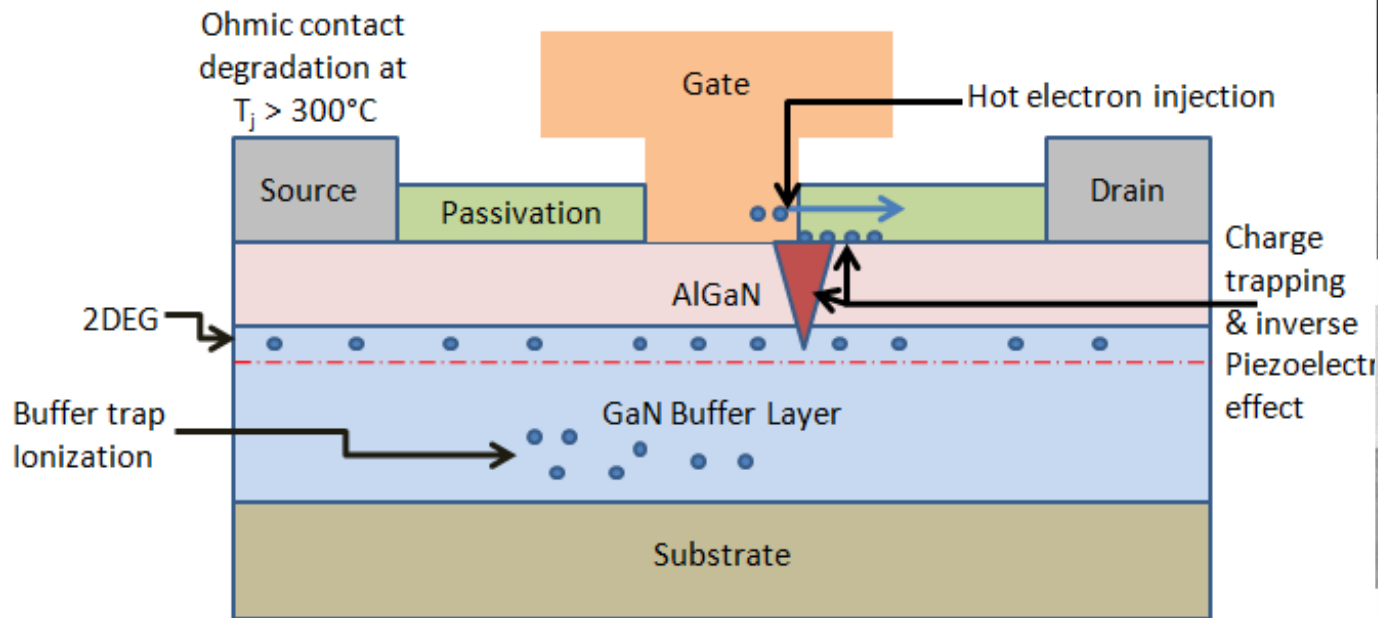 Ohmic contact
degradation at
Tj > 300°C
Gate
Hot electron injection
Source
Passivation
Drain
Charge
trapping
& inverse
Piezoelectr
effect
AlGaN
2DEG
GaN Buffer Layer
Buffer trap
Ionization
Substrate